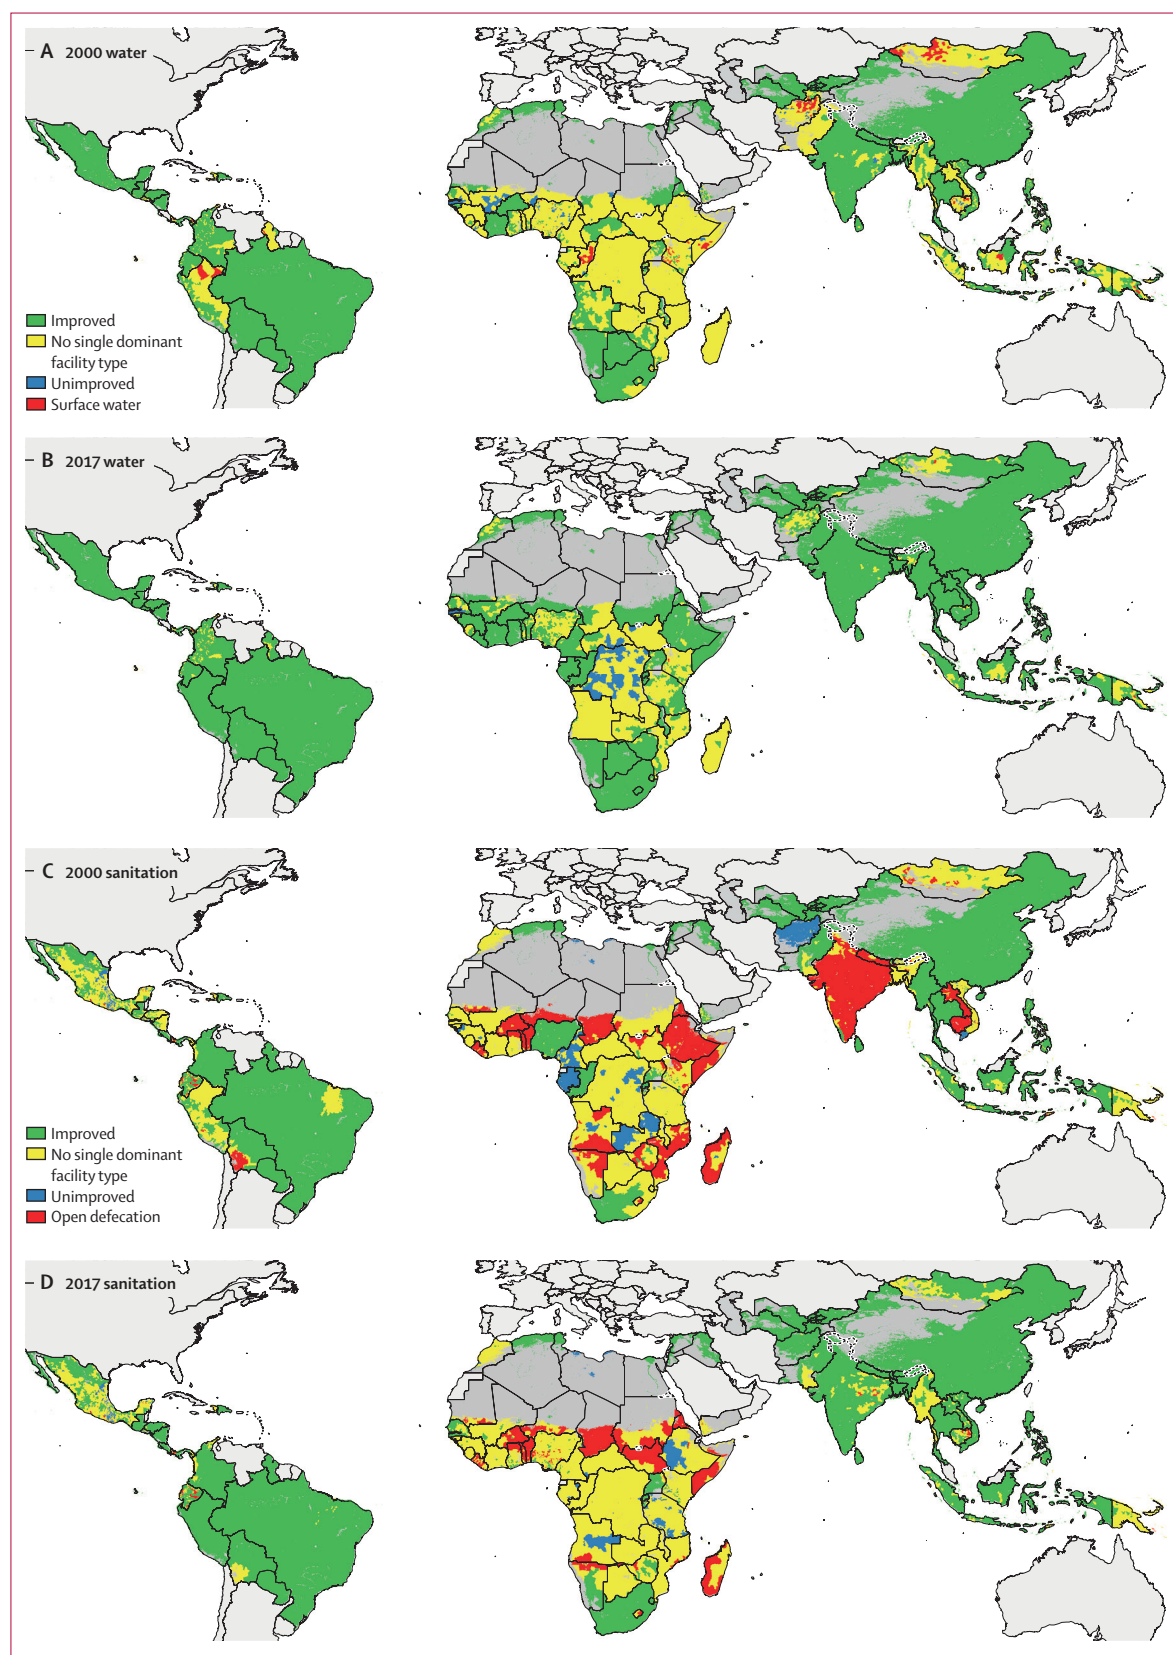 A 2000 water
Improved
No single dominant
facility type
Unimproved
Surface water
B 2017 water
C 2000 sanitation
Improved
No single dominant
facility type
Unimproved
Open defecation
D 2017 sanitation